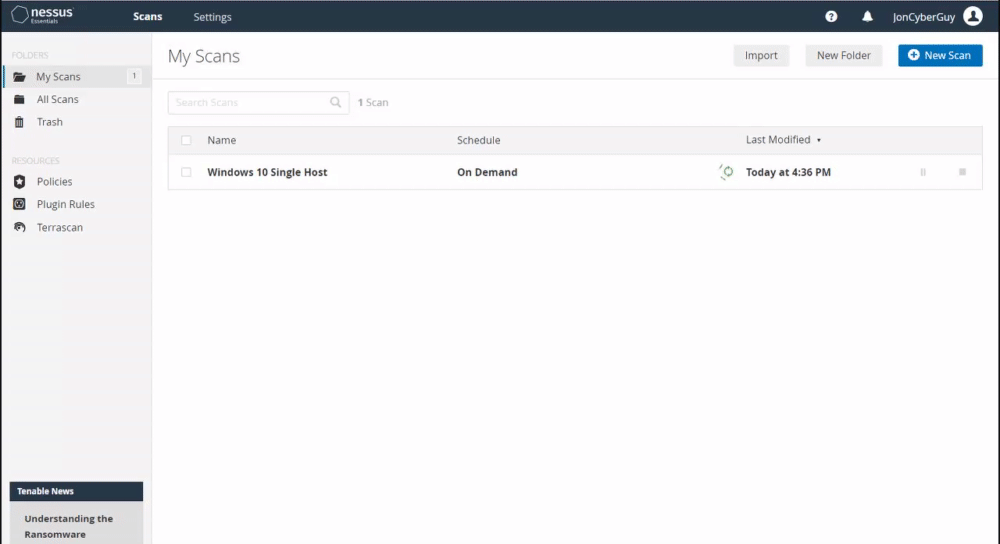 nessus
Essentials
Scans
Settings
JonCyberGuy
FOLDERS
My Scans
1
All Scans
Trash
RESOURCES
Policies
Plugin Rules
Terrascan
Tenable News
Understanding the
Ransomware
My Scans
Import
New Folder
New Scan
Search Scans
1 Scan
Name
Schedule
Last Modified
Windows 10 Single Host
On Demand
Today at 4:36 PM